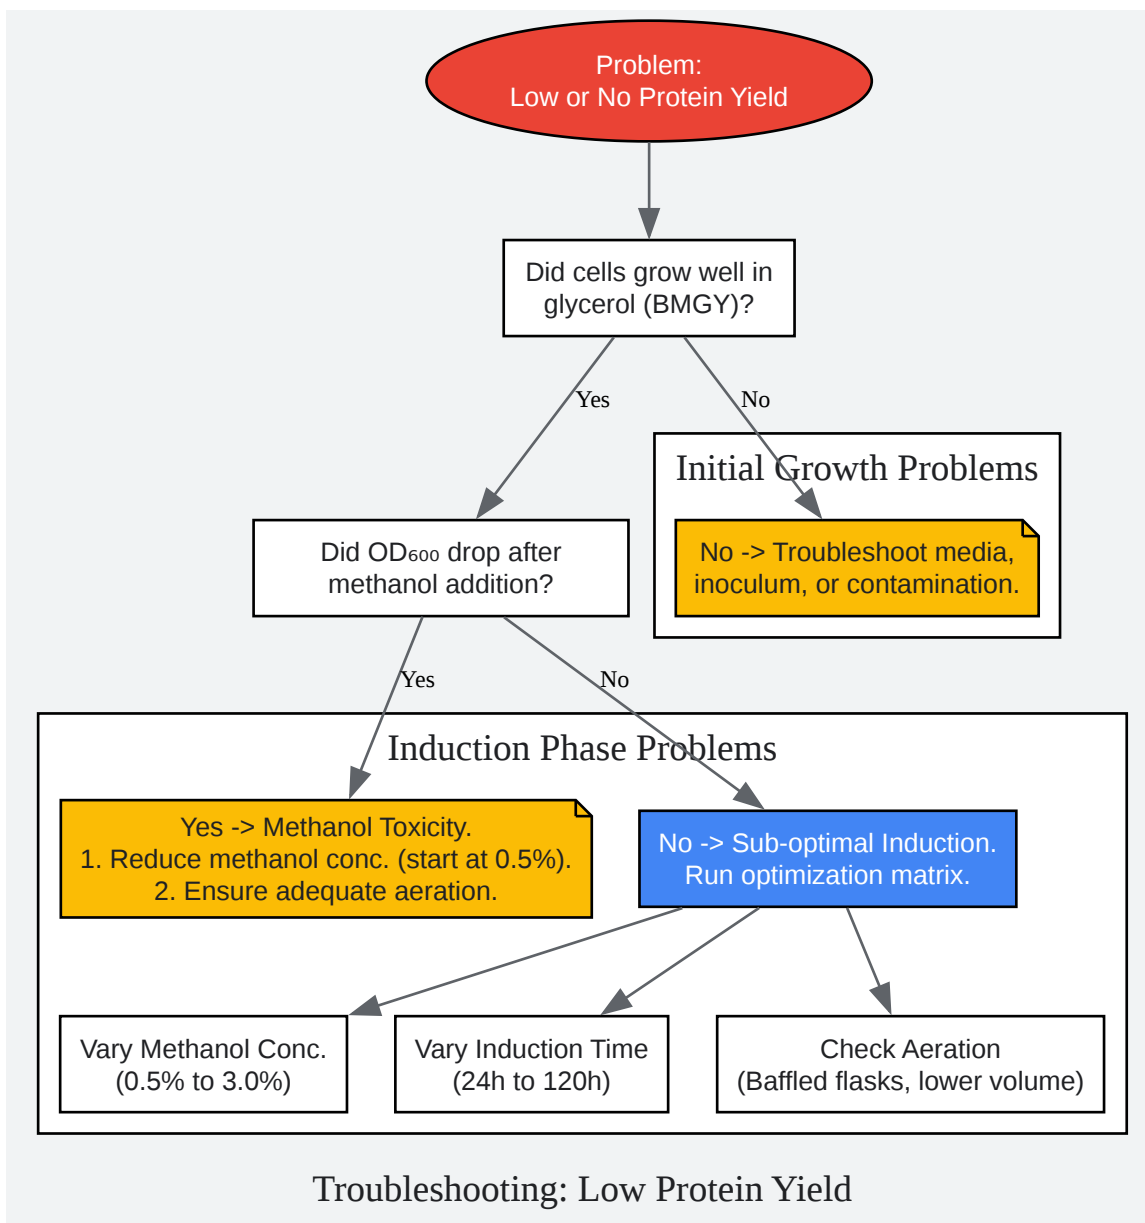 Problem:
Low or No Protein Yield
Did cells grow well in
glycerol (BMGY)?
Yes
No
Initial Growth Problems
No -> Troubleshoot media,
inoculum, or contamination.
Did OD₆₀₀ drop after
methanol addition?
Yes
No
Induction Phase Problems
Yes -> Methanol Toxicity.
1. Reduce methanol conc. (start at 0.5%).
2. Ensure adequate aeration.
No -> Sub-optimal Induction.
Run optimization matrix.
Vary Methanol Conc.
(0.5% to 3.0%)
Vary Induction Time
(24h to 120h)
Check Aeration
(Baffled flasks, lower volume)
Troubleshooting: Low Protein Yield